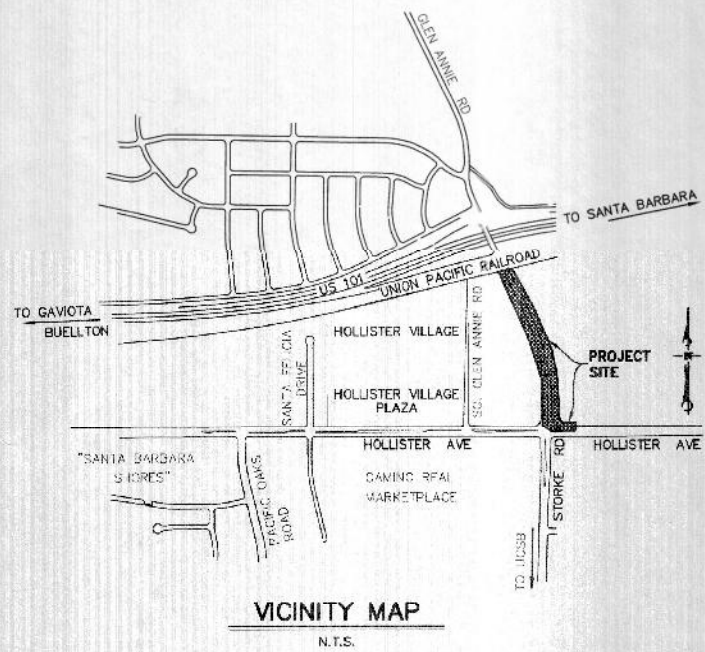 GLEN ANNIE RD
TO SANTA BARBARA
US 101
UNION PACIFIC RAILROAD
TO GAVIOTA
BUELLTON
SANTA FELICIA
DRIVE
HOLLISTER VILLAGE
SO. GLEN ANNIE RD
PROJECT
SITE
HOLLISTER VILLAGE
PLAZA
HOLLISTER AVE
HOLLISTER AVE
"SANTA BARBARA
SHORES"
PACIFIC OAKS
ROAD
CAMINO REAL
MARKETPLACE
STORKE RD
TO UCSB
VICINITY MAP
N.T.S.